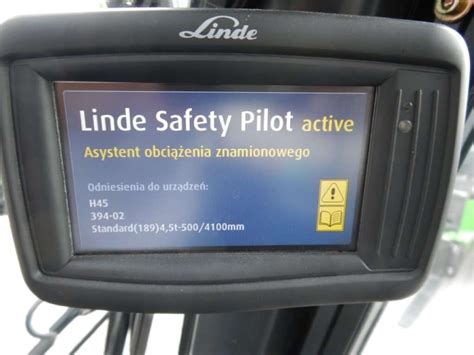 Linde
Linde Safety Pilot active
Asystent obciążenia znamionowego
Odniesienia do urządzeń:
H45
394-02
Standard(189)4,5t-500/4100mm